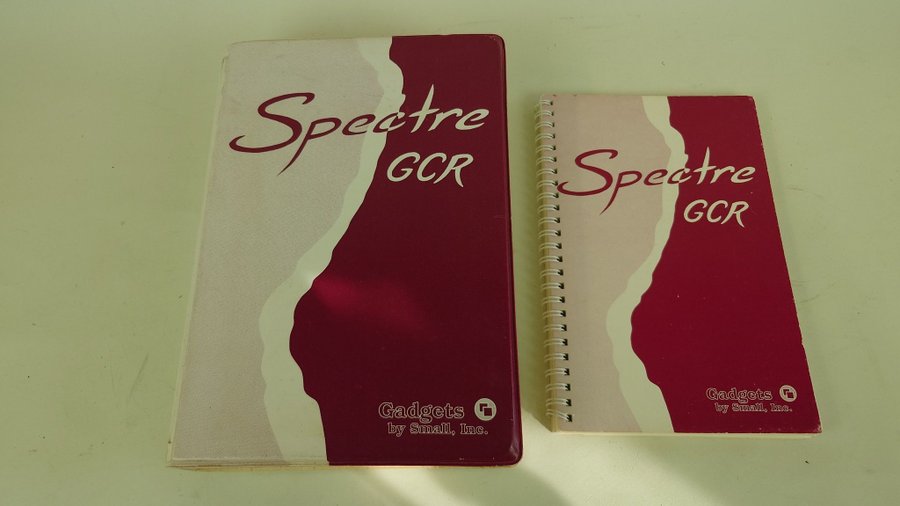 Spectre
GCR
Gadgets
by Small, Inc.
Spectre
GCR
Gadgets
by Small, Inc.